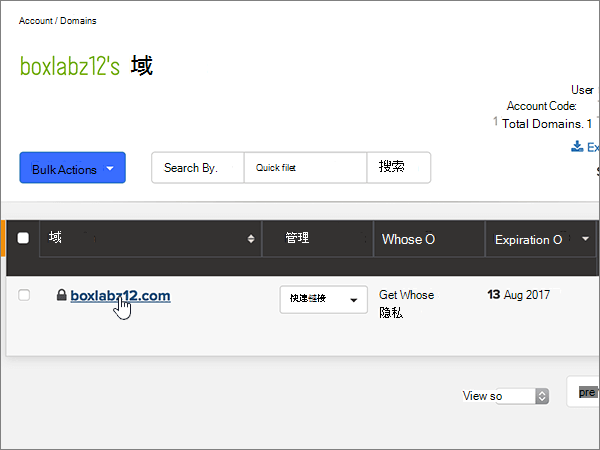 Account / Domains
boxlabz12's 域
User
Account Code:
1 Total Domains. 1
Ex
Bulk Actions
Search By.
Quick filet
搜索
域
管理
Whose O
Expiration O
boxlabz12.com
快速链接
Get Whose
隐私
13 Aug 2017
View so
pre